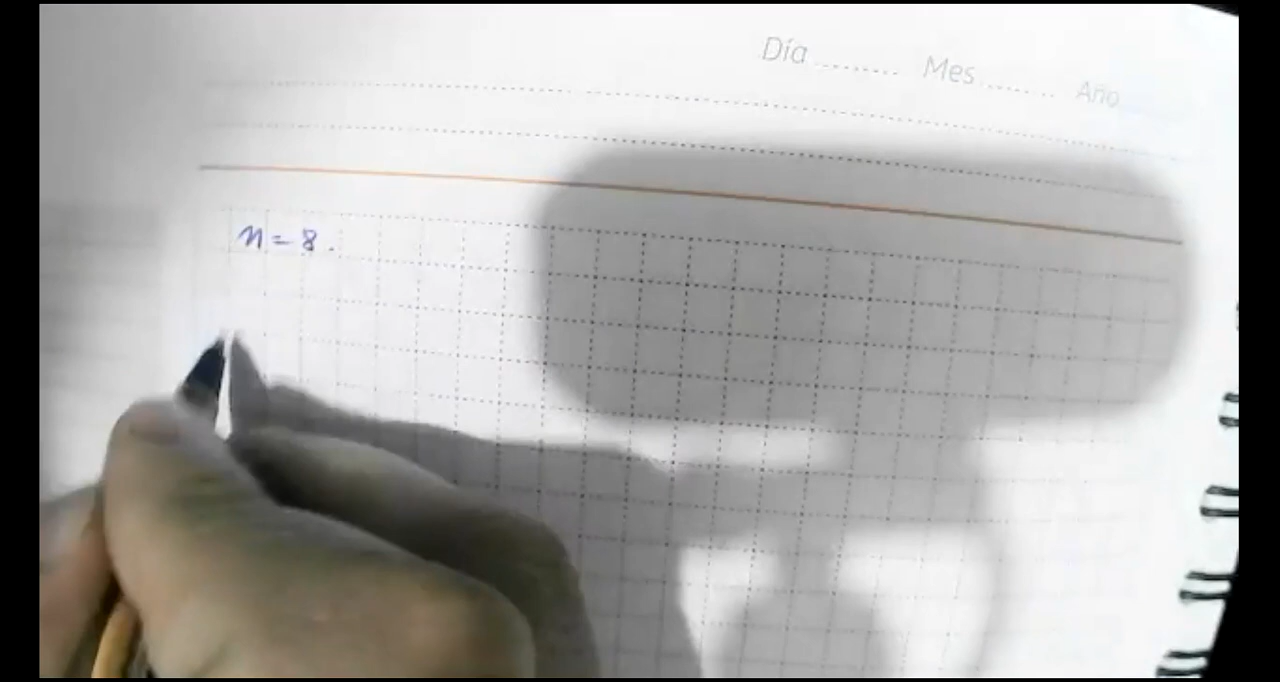 Día ........ Mes ........ Año
n = 8.